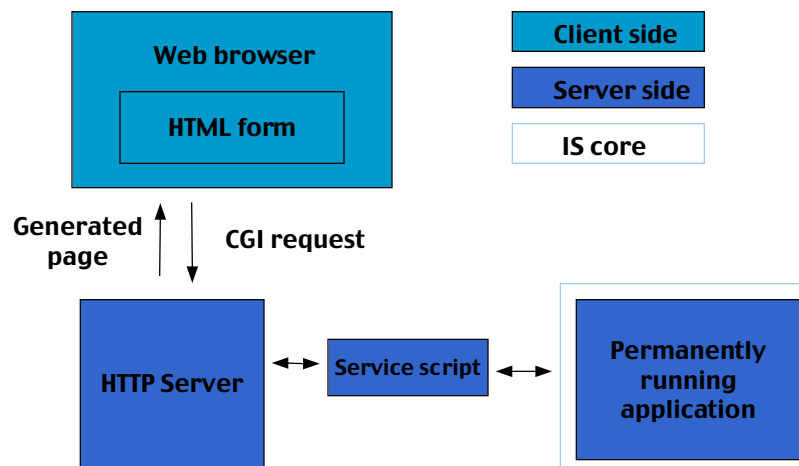 Web browser
HTML form
Client side
Server side
IS core
Generated
page
CGI request
HTTP Server
Service script
Permanently
running
application